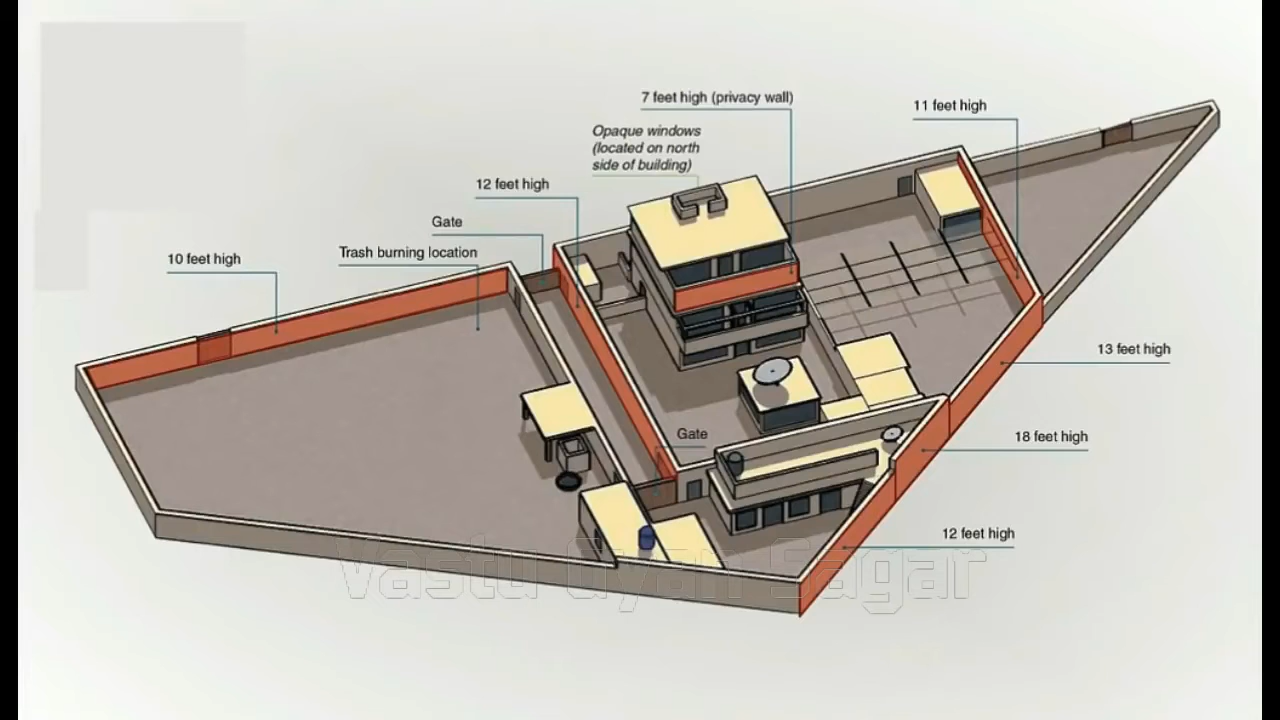 7 feet high (privacy wall)
11 feet high
Opaque windows
(located on north
side of building)
12 feet high
Gate
Trash burning location
10 feet high
13 feet high
Gate
18 feet high
12 feet high
Vastu Gyan Sagar